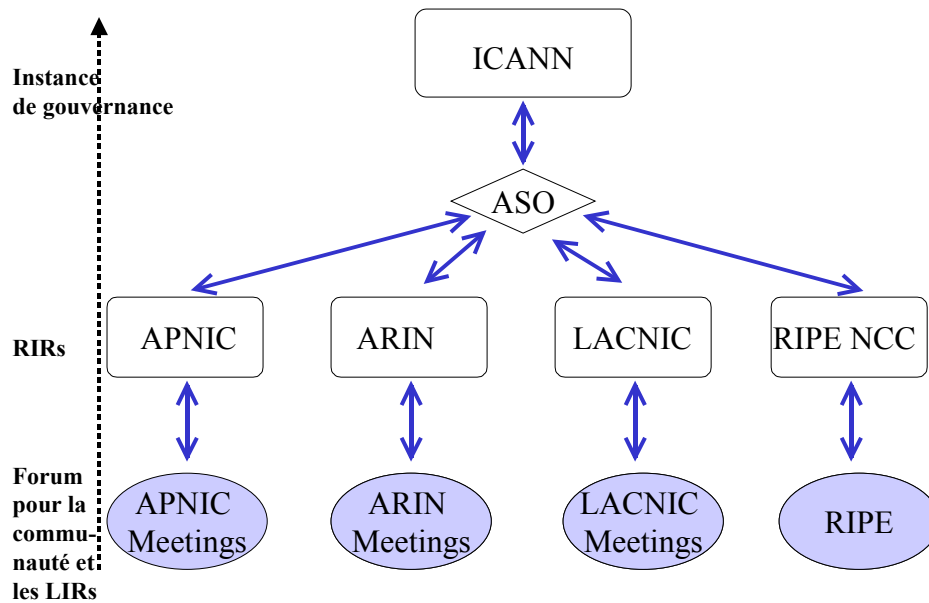 ICANN
Instance
de gouvernance
ASO
RIRs
APNIC
ARIN
LACNIC
RIPE NCC
Forum
pour la
commu-
nauté et
les LIRs
APNIC
Meetings
ARIN
Meetings
LACNIC
Meetings
RIPE